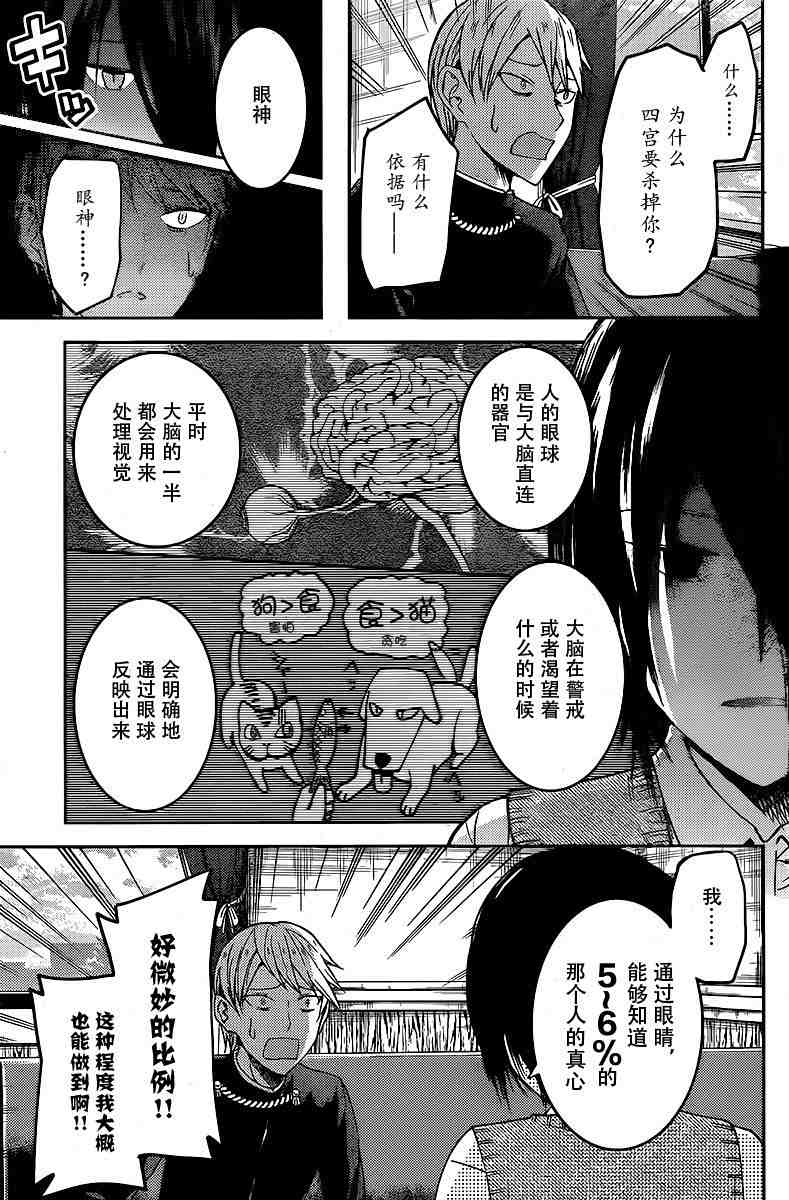 什么……
为什么
四宫要杀掉
你？
有什么
依据吗——
眼神
キロ
眼神
……？
人的眼球
是与大脑直连
的器官
平时
大脑的一半
都会用来
处理视觉
大脑在警戒
或者渴望着
什么的时候
食>猫
贪吃
狗>食
害怕
会明确地
通过眼球
反映出来
我……
通过眼睛,
能够知道
5~6%的
那个人的真心
好微妙的比例!!
这种程度我大概
也能做到啊!!